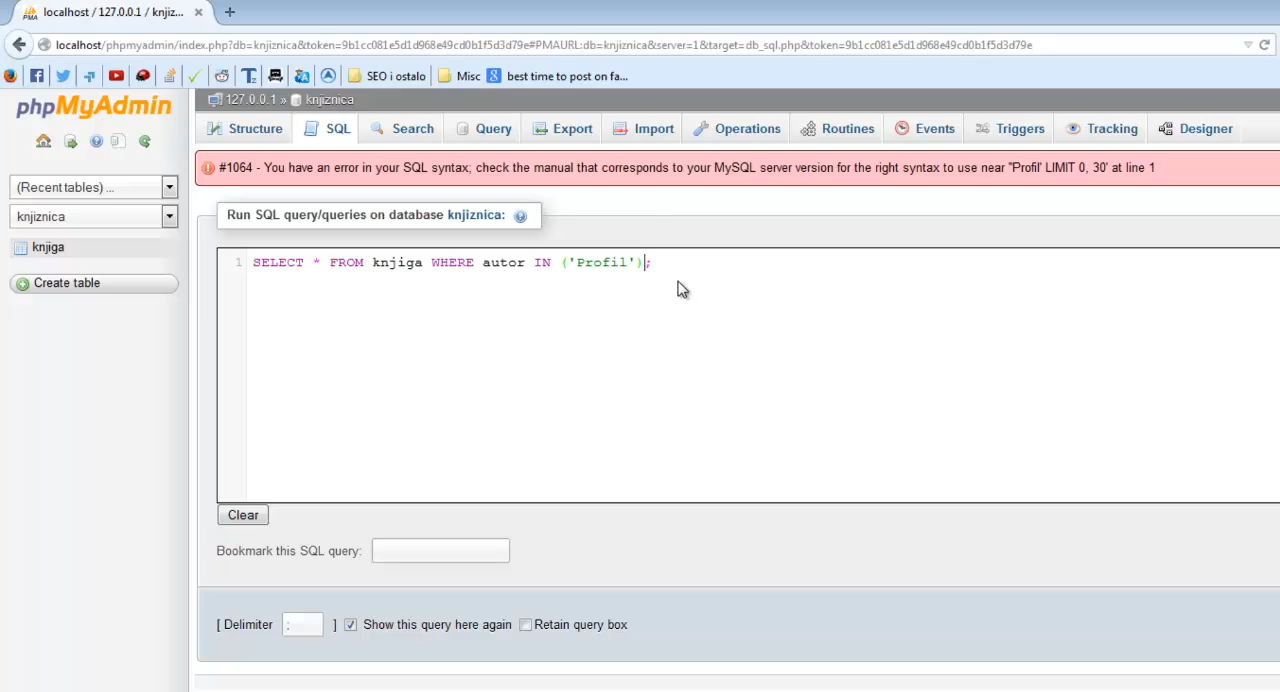 localhost / 127.0.0.1 / knjiz...
localhost/phpmyadmin/index.php?db=knjiznica&token=9b1cc081e5d1d968e49cd0b1f5d3d79e#PMAURL:db=knjiznica&server=1&target=db_sql.php&token=9b1cc081e5d1d968e49cd0b1f5d3d79e
SEO i ostalo Misc best time to post on fa...
phpMyAdmin
127.0.0.1 » knjiznica
Structure SQL Search Query Export Import Operations Routines Events Triggers Tracking Designer
#1064 - You have an error in your SQL syntax; check the manual that corresponds to your MySQL server version for the right syntax to use near ''Profil' LIMIT 0, 30' at line 1
(Recent tables) ...
knjiznica
knjiga
Create table
Run SQL query/queries on database knjiznica:
1 SELECT * FROM knjiga WHERE autor IN ('Profil');
Clear
Bookmark this SQL query:
[ Delimiter ; ] Show this query here again Retain query box